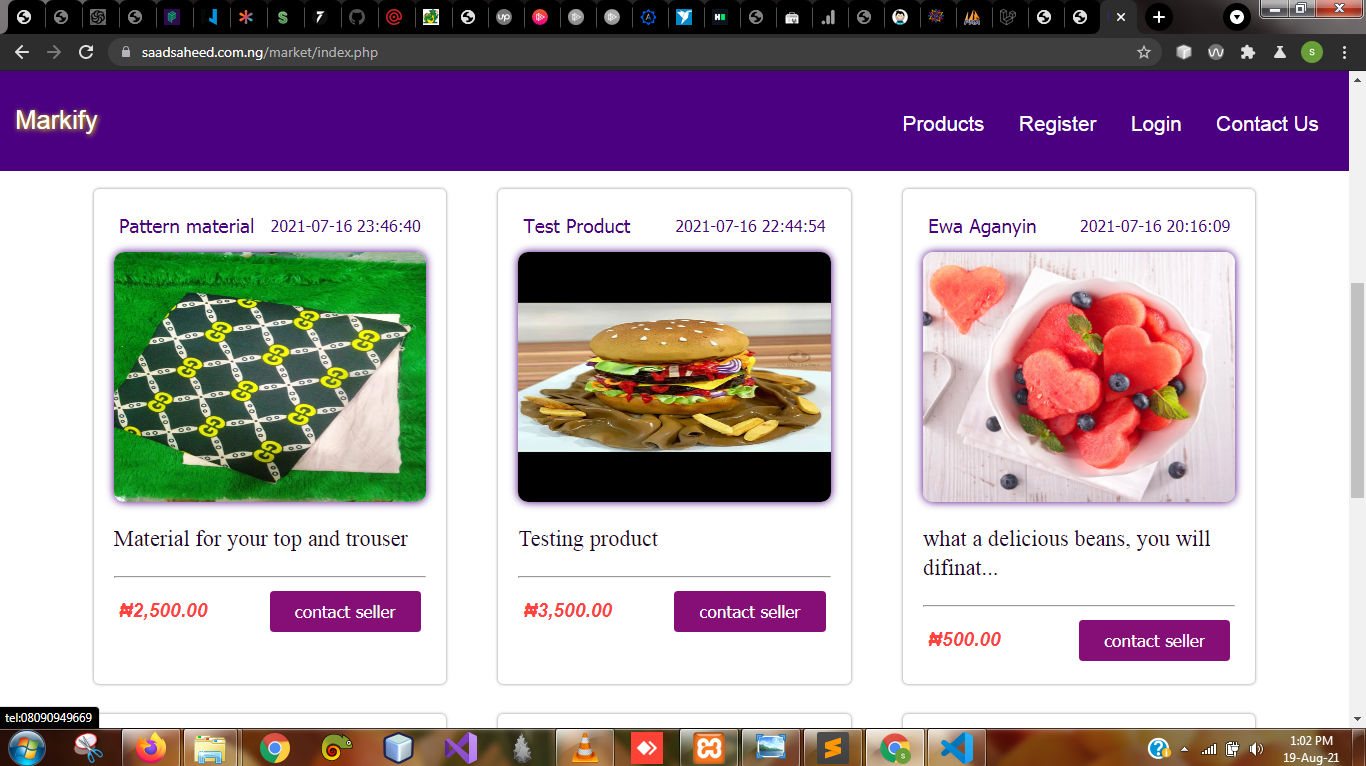 saadsaheed.com.ng/market/index.php
S
Markify
Products Register Login Contact Us
Pattern material 2021-07-16 23:46:40
Material for your top and trouser
₦2,500.00 contact seller
Test Product 2021-07-16 22:44:54
Testing product
₦3,500.00 contact seller
Ewa Aganyin 2021-07-16 20:16:09
what a delicious beans, you will
difinat...
₦500.00 contact seller
tel:08090949669
1:02 PM
19-Aug-21